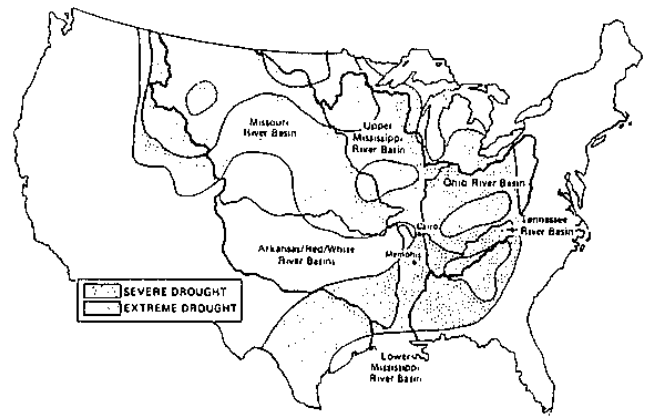 Missouri
River Basin
Upper
Mississippi
River Basin
Ohio River Basin
Tennessee
River Basin
Cairo
Arkansas/Red/White
River Basins
Memphis
SEVERE DROUGHT
EXTREME DROUGHT
Lower
Mississippi
River Basin